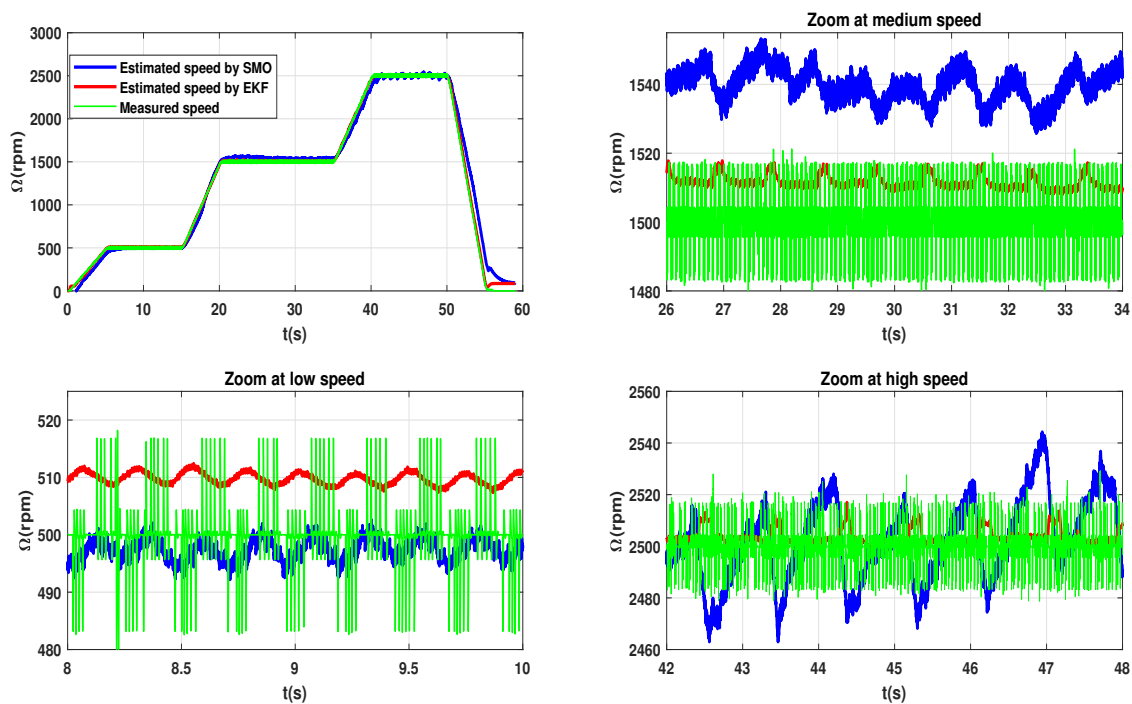 3000
2500
2000
1500
1000
500
0
0 10 20 30 40 50 60
Ω(rpm)
t(s)
Estimated speed by SMO
Estimated speed by EKF
Measured speed
Zoom at medium speed
1540
1520
1500
1480
26 27 28 29 30 31 32 33 34
Ω(rpm)
t(s)
Zoom at low speed
520
510
500
490
480
8 8.5 9 9.5 10
Ω(rpm)
t(s)
Zoom at high speed
2560
2540
2520
2500
2480
2460
42 43 44 45 46 47 48
Ω(rpm)
t(s)